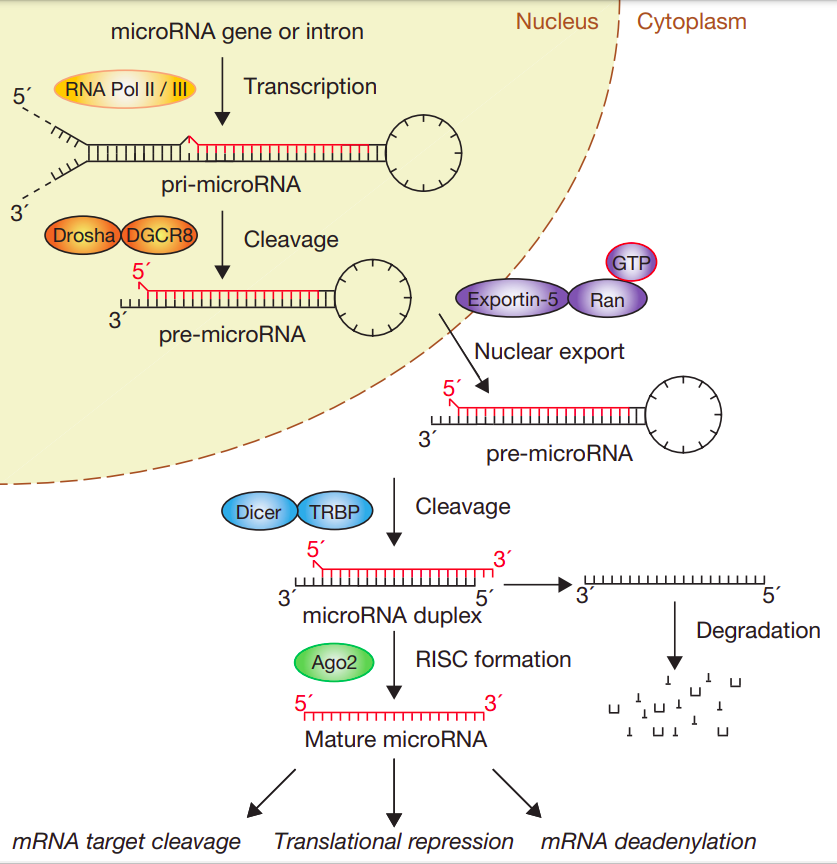 microRNA gene or intron
Nucleus
Cytoplasm
RNA Pol II / III
Transcription
5´
pri-microRNA
3´
Drosha
DGCR8
Cleavage
5´
3´
pre-microRNA
GTP
Exportin-5
Ran
Nuclear export
5´
3´
pre-microRNA
Dicer
TRBP
Cleavage
5´
3´
3´
5´
microRNA duplex
3´
5´
Degradation
Ago2
RISC formation
5´
3´
Mature microRNA
mRNA target cleavage
Translational repression
mRNA deadenylation